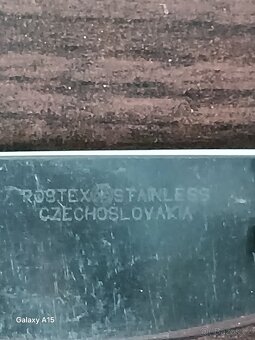 ROSTEX STAINLESS
CZECHOSLOVAKIA
Galaxy A15